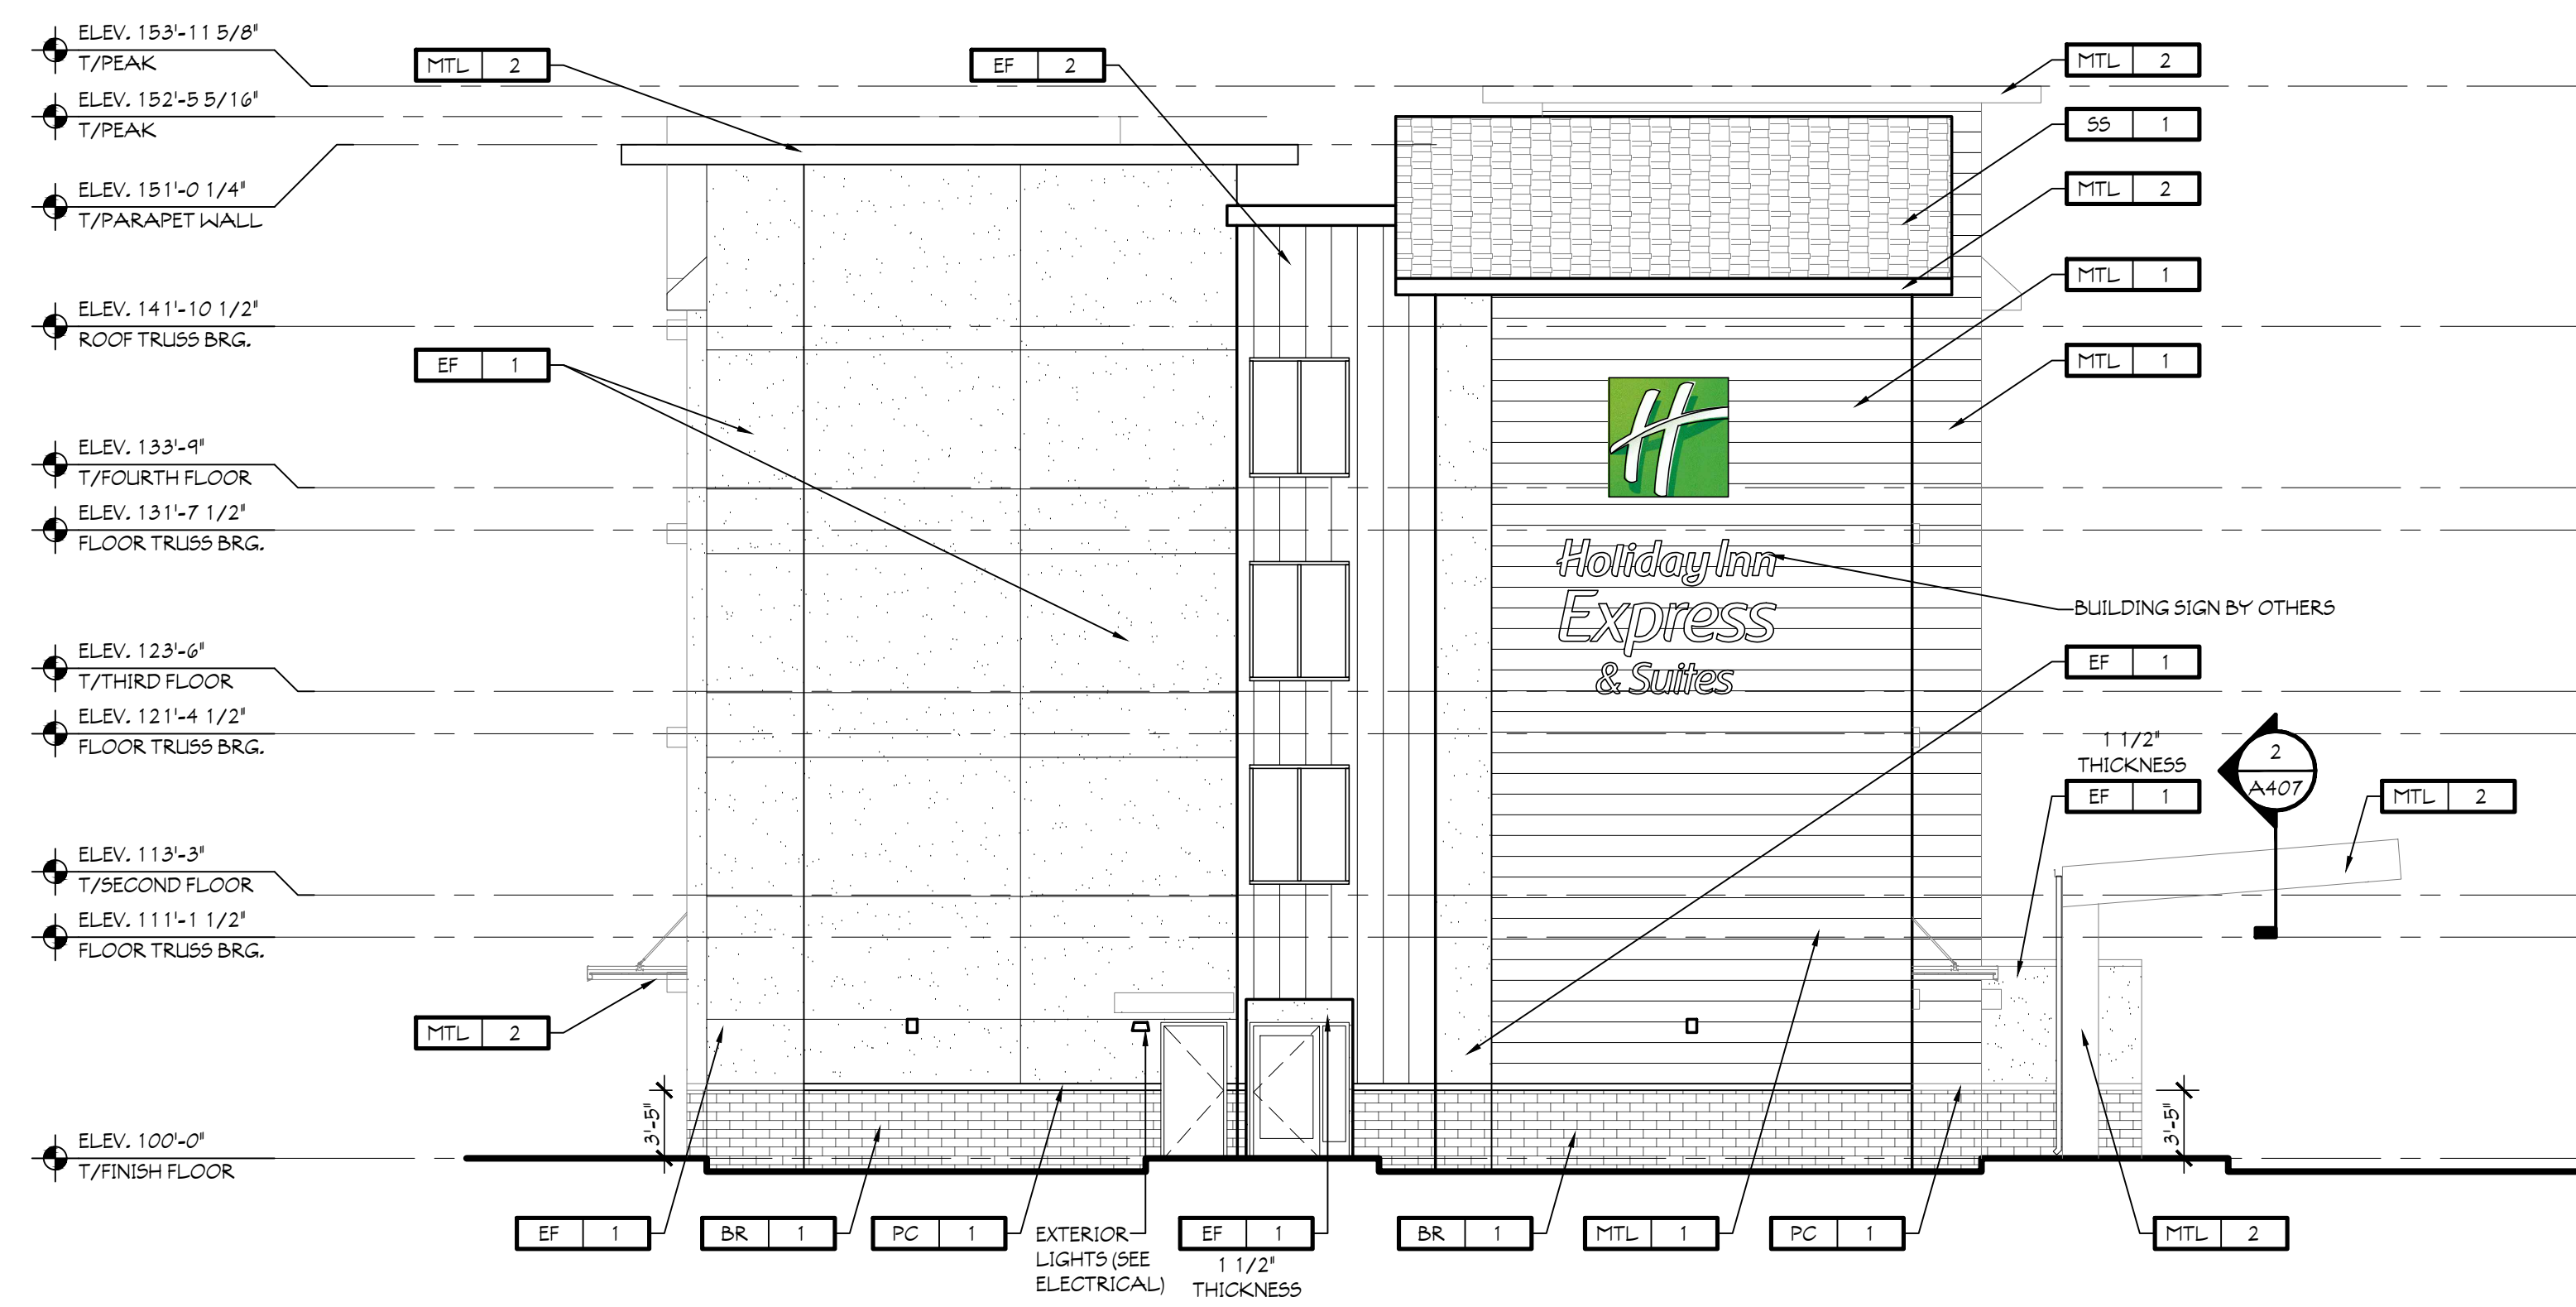 ELEV. 153'-11 5/8"
T/PEAK
ELEV. 152'-5 5/16"
T/PEAK
ELEV. 151'-0 1/4"
T/PARAPET WALL
ELEV. 141'-10 1/2"
ROOF TRUSS BRG.
ELEV. 133'-9"
T/FOURTH FLOOR
ELEV. 131'-7 1/2"
FLOOR TRUSS BRG.
ELEV. 123'-6"
T/THIRD FLOOR
ELEV. 121'-4 1/2"
FLOOR TRUSS BRG.
ELEV. 113'-3"
T/SECOND FLOOR
ELEV. 111'-1 1/2"
FLOOR TRUSS BRG.
ELEV. 100'-0"
T/FINISH FLOOR
MTL 2
EF 2
EF 1
MTL 2
3'-5"
H
Holiday Inn
Express
& Suites
MTL 2
SS 1
MTL 2
MTL 1
MTL 1
BUILDING SIGN BY OTHERS
EF 1
1 1/2"
THICKNESS
EF 1
2
A407
MTL 2
3'-5"
EF 1
BR 1
PC 1
EXTERIOR
LIGHTS (SEE
ELECTRICAL)
EF 1
1 1/2"
THICKNESS
BR 1
MTL 1
PC 1
MTL 2